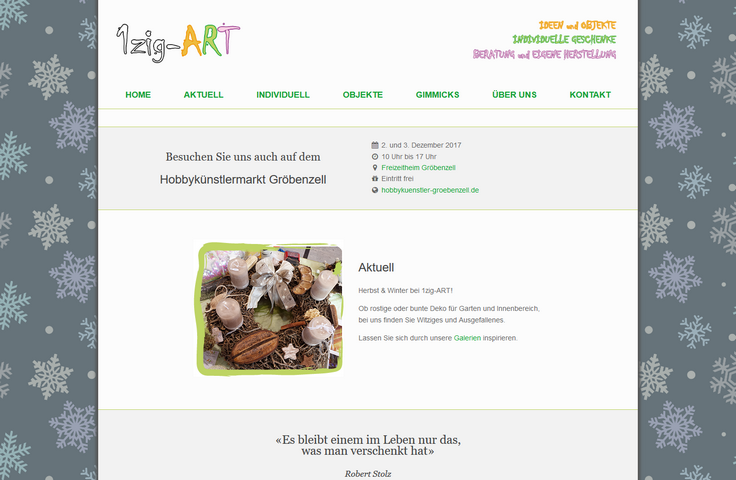 1zig-ART
IDEEN und OBJEKTE
INDIVIDUELLE GESCHENKE
BERATUNG und EIGENE HERSTELLUNG
HOME AKTUELL INDIVIDUELL OBJEKTE GIMMICKS ÜBER UNS KONTAKT
Besuchen Sie uns auch auf dem
Hobbykünstlermarkt Gröbenzell
2. und 3. Dezember 2017
10 Uhr bis 17 Uhr
Freizeitheim Gröbenzell
Eintritt frei
hobbykuenstler-groebenzell.de
Aktuell
Herbst & Winter bei 1zig-ART!
Ob rostige oder bunte Deko für Garten und Innenbereich,
bei uns finden Sie Witziges und Ausgefallenes.
Lassen Sie sich durch unsere Galerien inspirieren.
«Es bleibt einem im Leben nur das,
was man verschenkt hat»
Robert Stolz